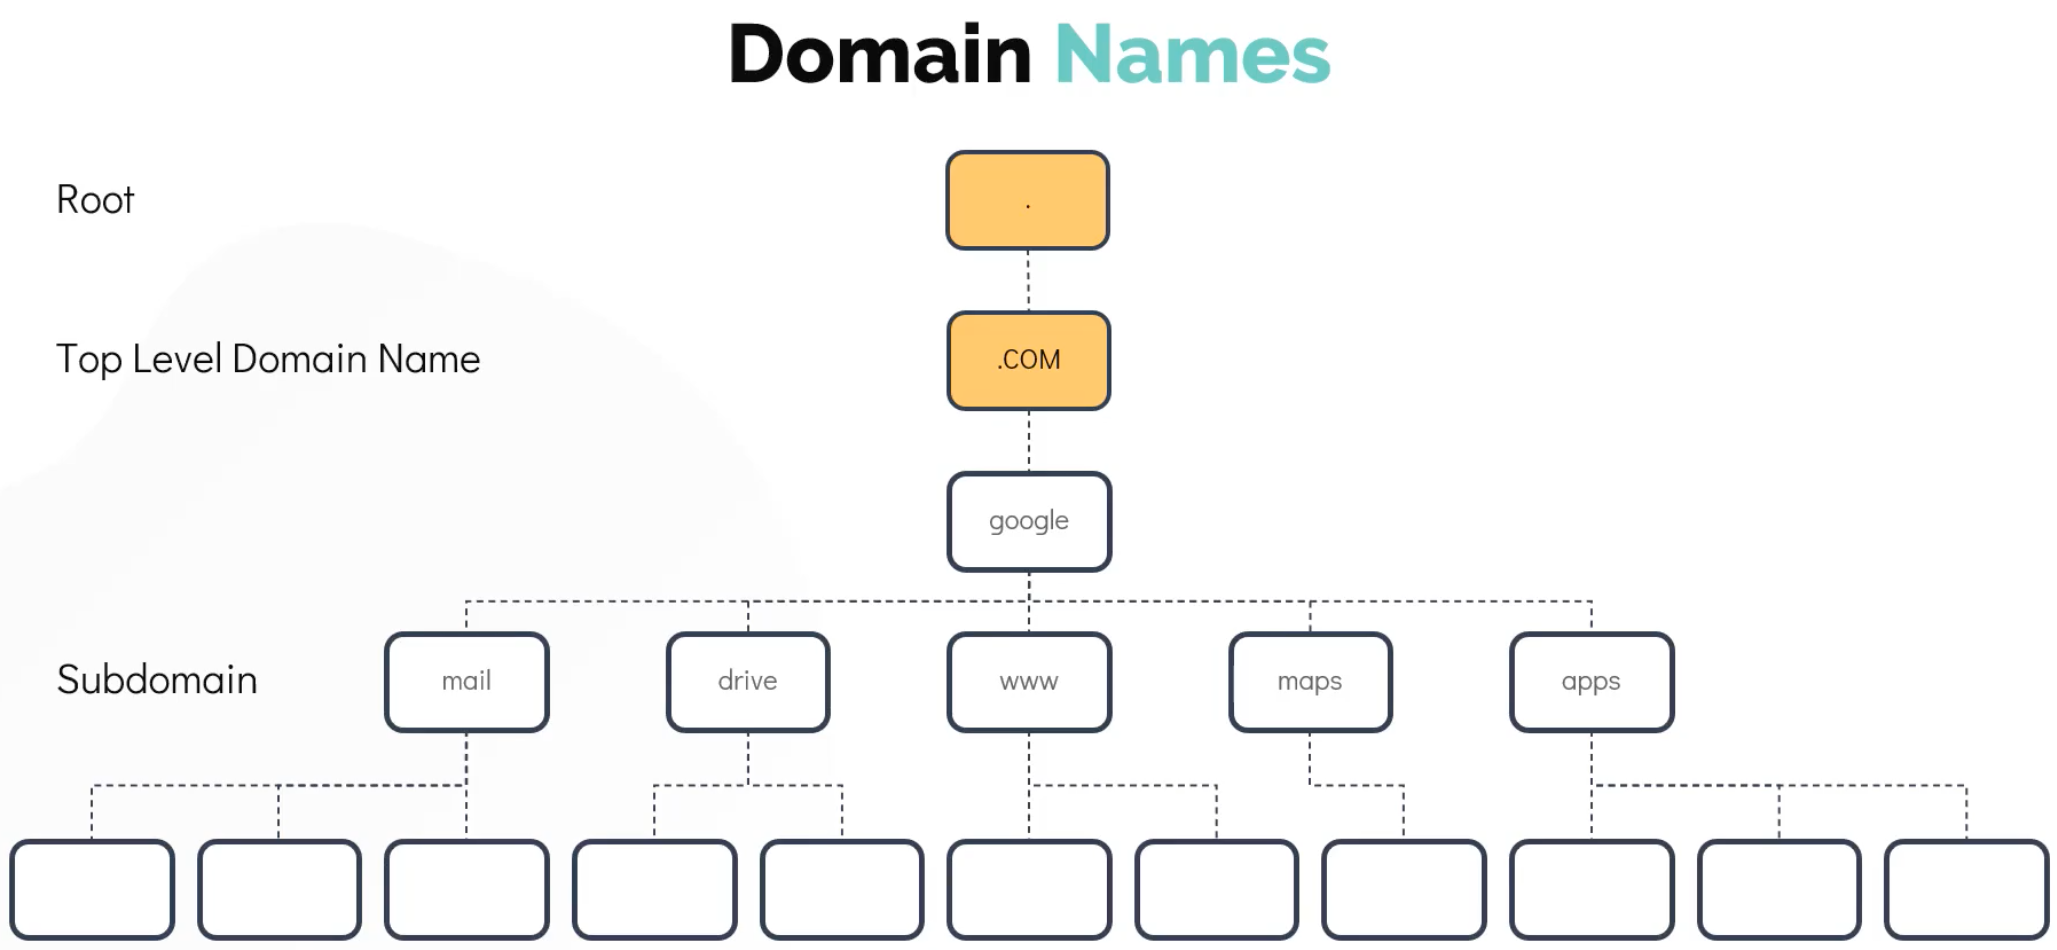 Domain Names
Root
.
Top Level Domain Name
.COM
google
Subdomain
mail
drive
www
maps
apps